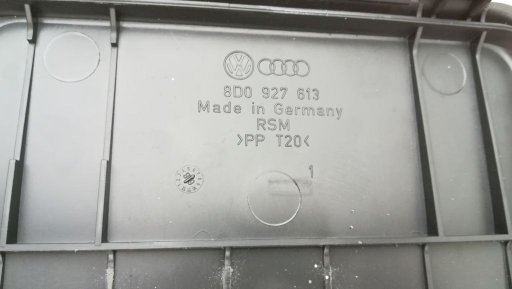 8D0 927 613
Made in Germany
RSM
>PP T20<
1